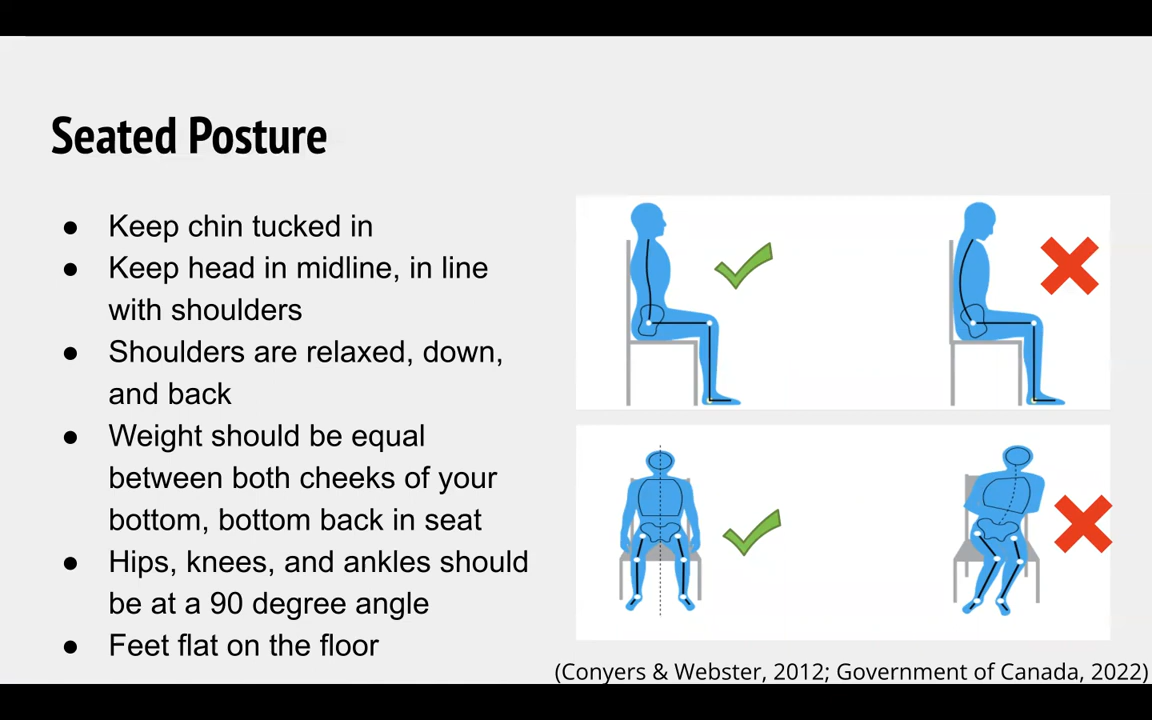 Seated Posture
● Keep chin tucked in
● Keep head in midline, in line
with shoulders
● Shoulders are relaxed, down,
and back
● Weight should be equal
between both cheeks of your
bottom, bottom back in seat
● Hips, knees, and ankles should
be at a 90 degree angle
● Feet flat on the floor
(Conyers & Webster, 2012; Government of Canada, 2022)